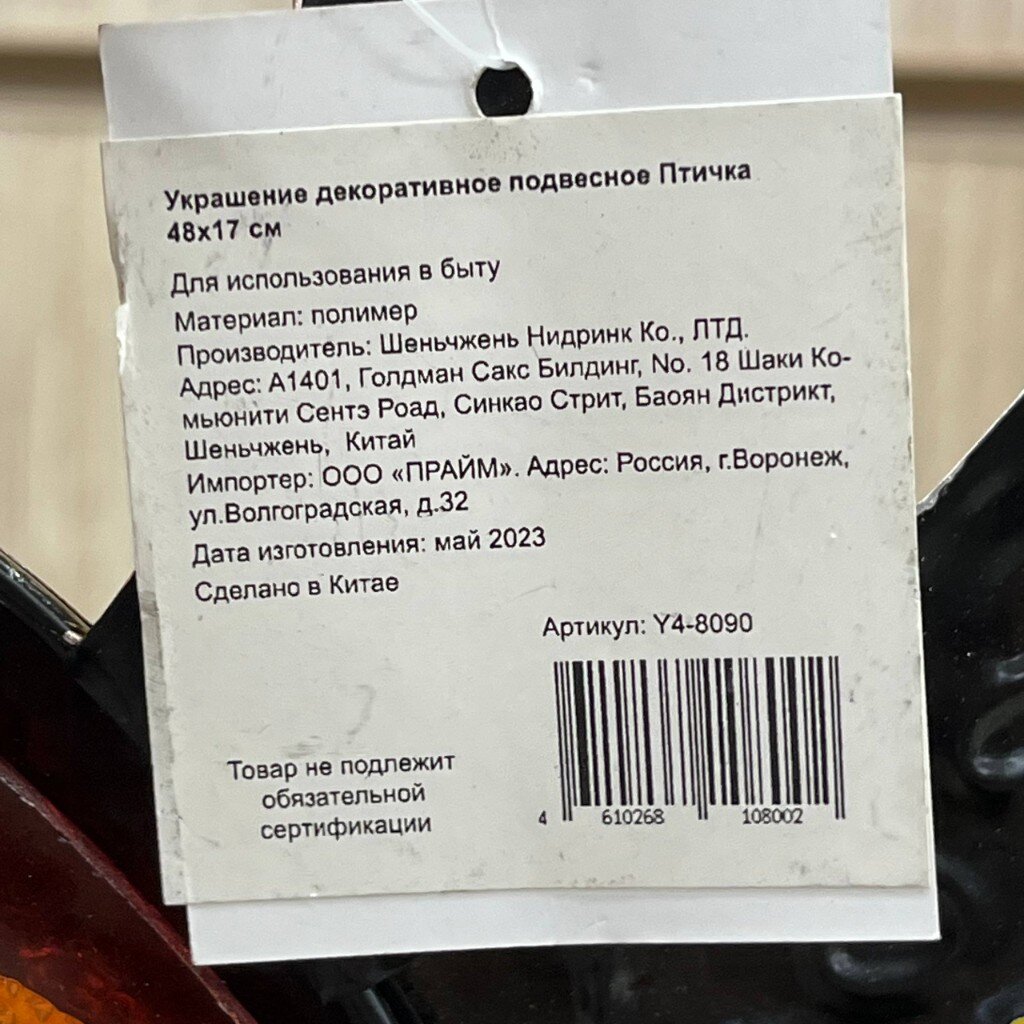 Украшение декоративное подвесное Птичка
48x17 см
Для использования в быту
Материал: полимер
Производитель: Шеньчжень Нидринк Ко., ЛТД.
Адрес: А1401, Голдман Сакс Билдинг, No. 18 Шаки Ко-
мьюнити Сентэ Роад, Синкао Стрит, Баоян Дистрикт,
Шеньчжень, Китай
Импортер: ООО «ПРАЙМ». Адрес: Россия, г.Воронеж,
ул.Волгоградская, д.32
Дата изготовления: май 2023
Сделано в Китае
Артикул: Y4-8090
4 610268 108002
Товар не подлежит
обязательной
сертификации